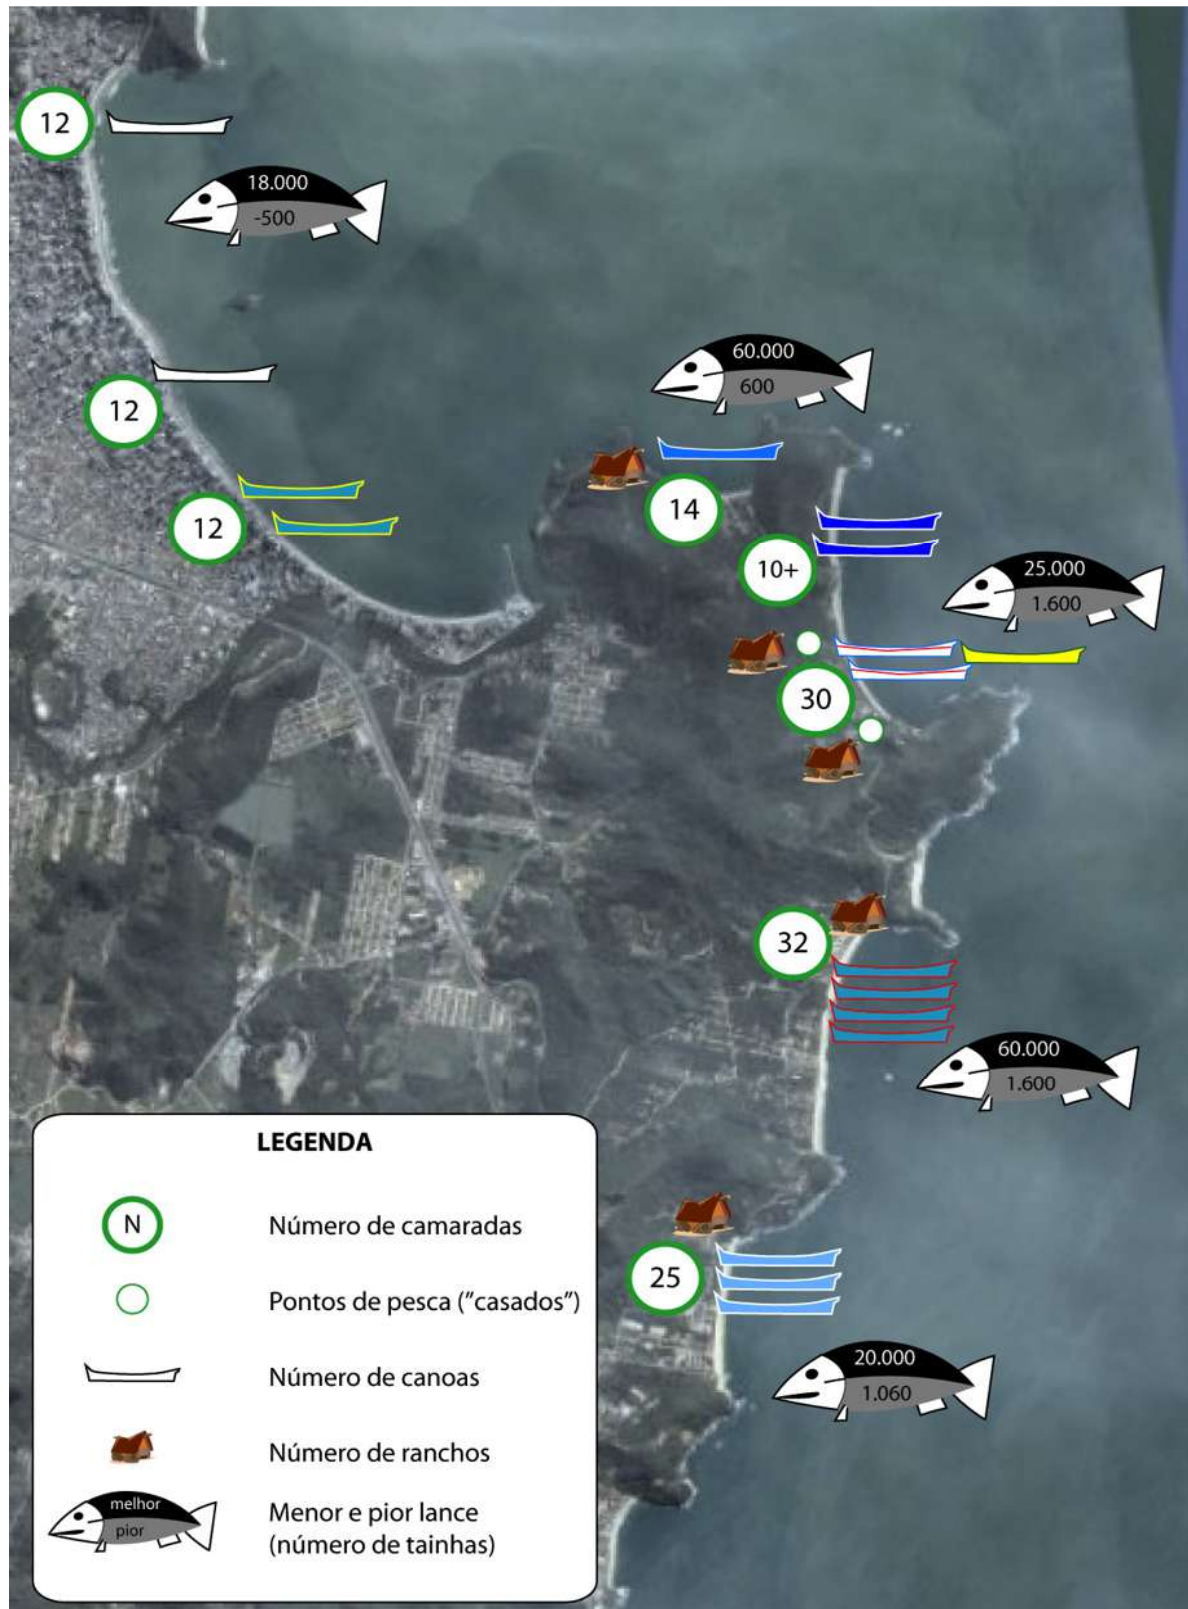 12
18.000
-500
12
12
60.000
600
14
10+
25.000
1.600
30
32
60.000
1.600
25
20.000
1.060
LEGENDA
N
Número de camaradas
Pontos de pesca ("casados")
Número de canoas
Número de ranchos
melhor
pior
Menor e pior lance
(número de tainhas)